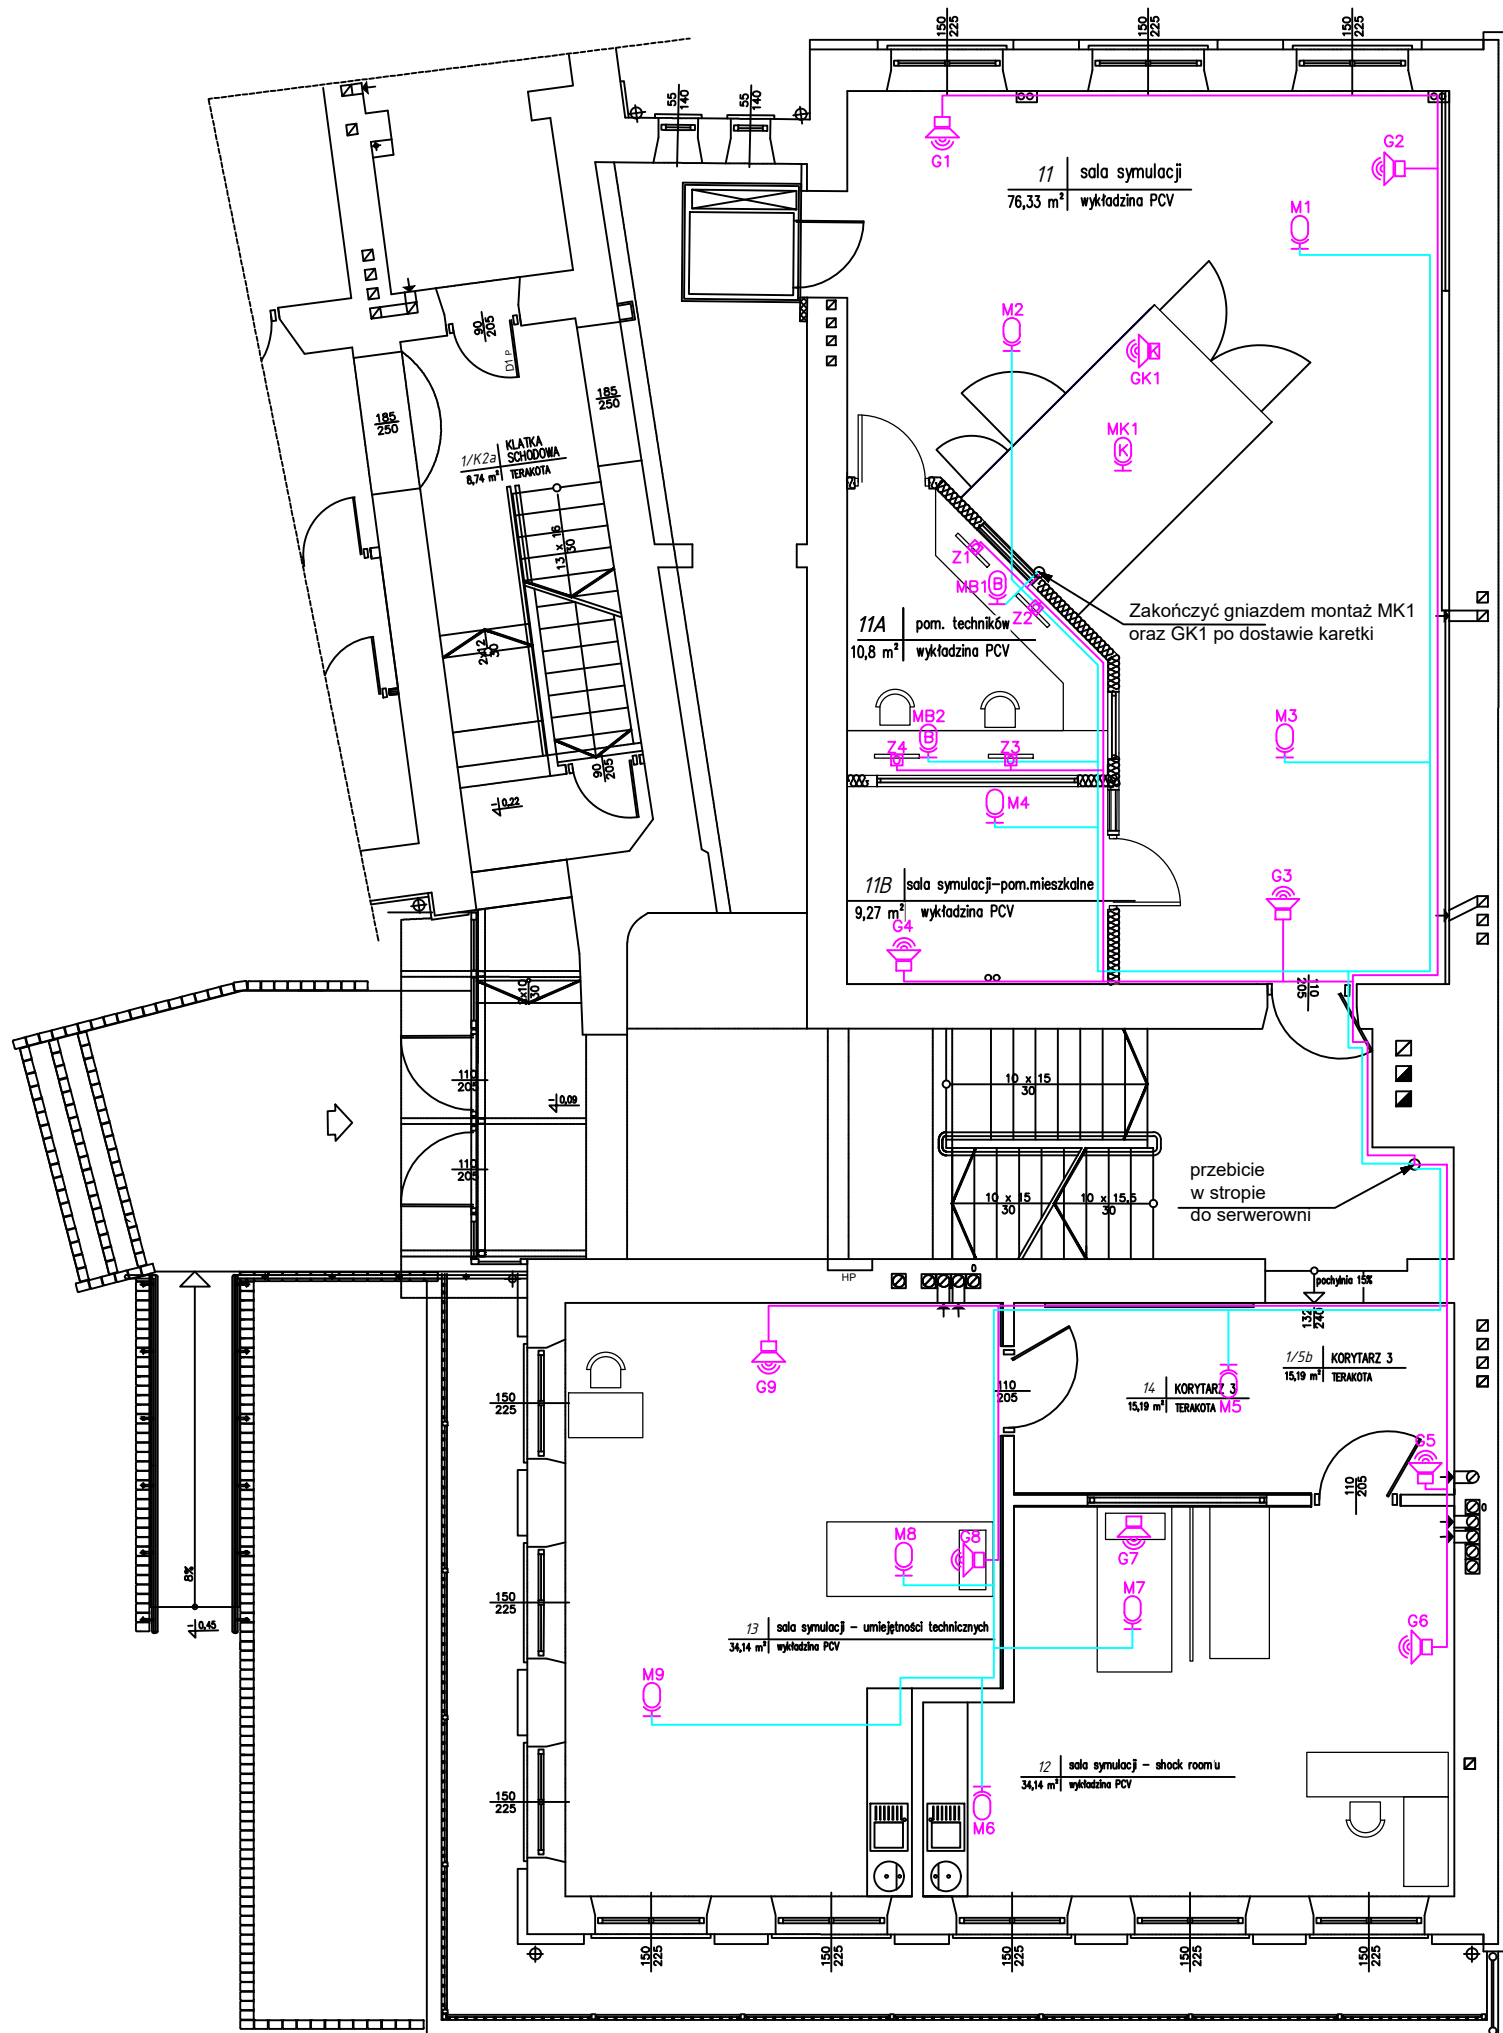 150
225
150
225
150
225
55
140
55
140
G1
G2
11 sala symulacji
76,33 m² wykładzina PCV
M1
M2
GK1
MK1
K
K
90
205
D1 P
185
250
185
250
1/K2a KLATKA
SCHODOWA
8,74 m² TERAKOTA
13 x 16
30
Z1
MB1 B
Z2
Zakończyć gniazdem montaż MK1
oraz GK1 po dostawie karetki
11A pom. techników
10,8 m² wykładzina PCV
2x12
30
MB2
B
M3
Z4
Z3
90
205
0,22
M4
11B sala symulacji-pom.mieszkalne
9,27 m² wykładzina PCV
G3
G4
2x10
30
110
205
110
205
0,09
10 x 15
30
110
205
przebicie
w stropie
do serwerowni
10 x 15
30
10 x 15,5
30
HP
0
pochylnia 15%
132
240
1/5b KORYTARZ 3
15,19 m² TERAKOTA
G9
14 KORYTARZ 3
15,19 m² TERAKOTA
M5
110
205
150
225
G5
110
205
0
M8
G8
G7
M7
8%
0,45
150
225
13 sala symulacji – umiejętności technicznych
34,14 m² wykładzina PCV
G6
M9
12 sala symulacji – shock room'u
34,14 m² wykładzina PCV
150
225
M6
150
225
150
225
150
225
150
225
150
225